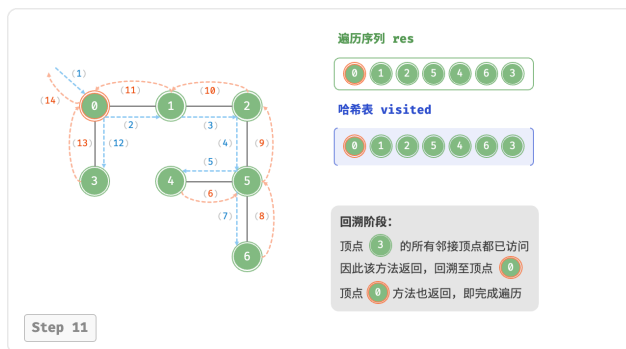 遍历序列 res
0 1 2 5 4 6 3
哈希表 visited
0 1 2 5 4 6 3
(1)
(14)
(11)
(10)
0
1
2
(2)
(3)
(13)
(12)
(4)
(9)
(5)
3
4
5
(6)
(7)
(8)
6
回溯阶段:
顶点 3 的所有邻接顶点都已访问
因此该方法返回, 回溯至顶点 0
顶点 0 方法也返回, 即完成遍历
Step 11